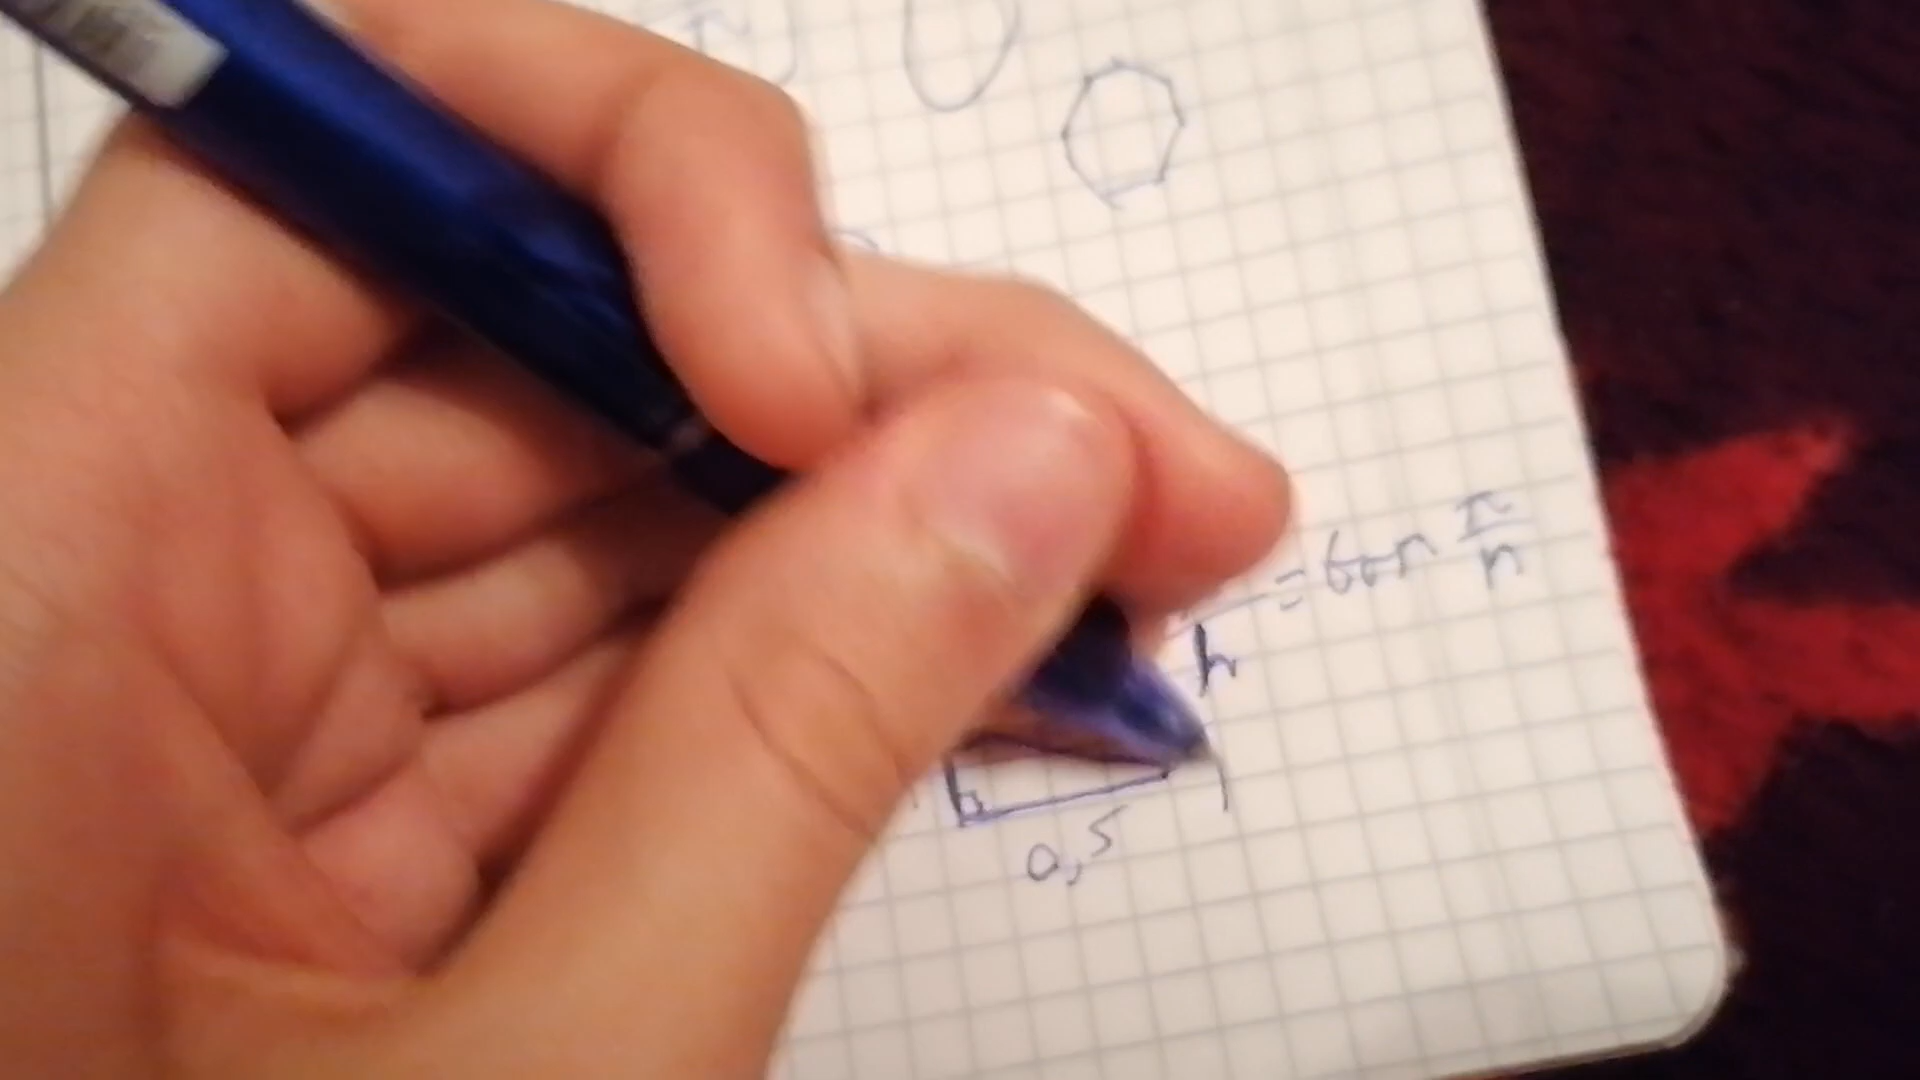 = tan π/n
h
0,5